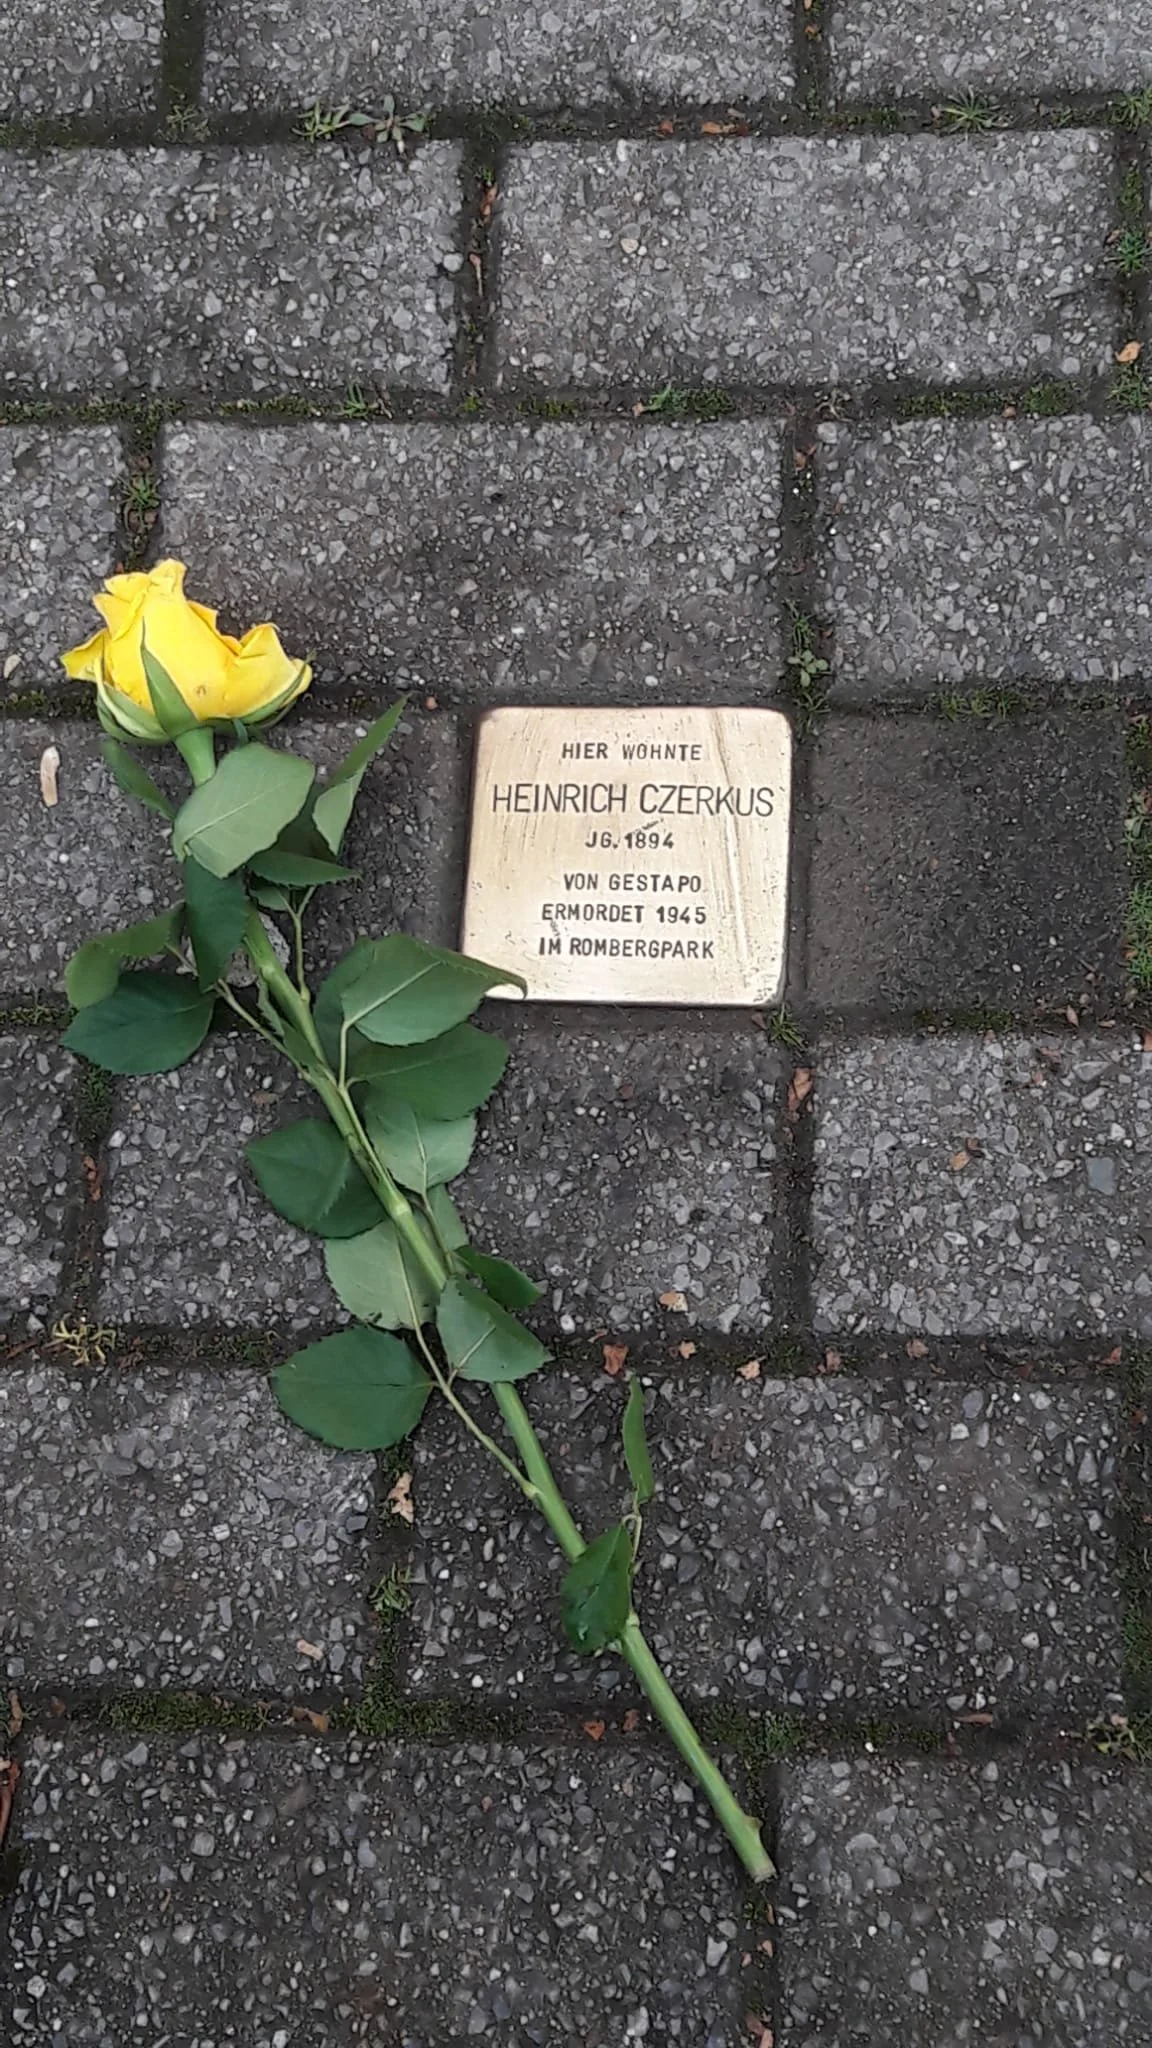 HIER WOHNTE
HEINRICH CZERKUS
JG. 1894
VON GESTAPO
ERMORDET 1945
IM ROMBERGPARK